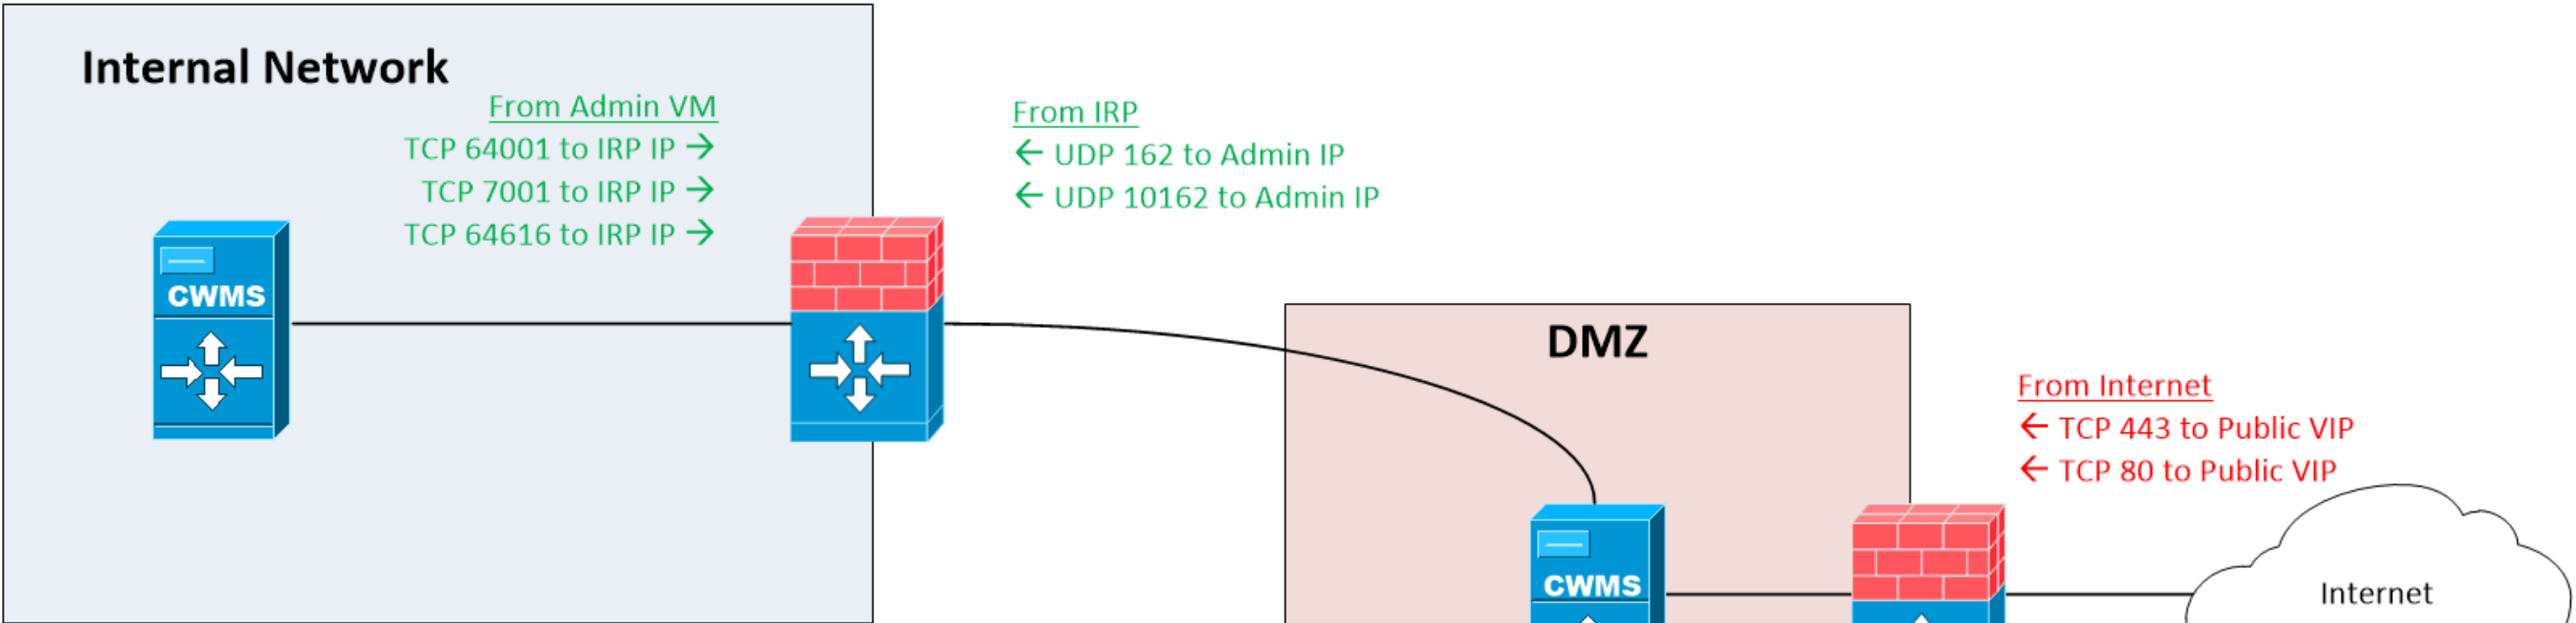 Internal Network
From Admin VM
TCP 64001 to IRP IP →
TCP 7001 to IRP IP →
TCP 64616 to IRP IP →
From IRP
← UDP 162 to Admin IP
← UDP 10162 to Admin IP
CWMS
DMZ
From Internet
← TCP 443 to Public VIP
← TCP 80 to Public VIP
CWMS
Internet